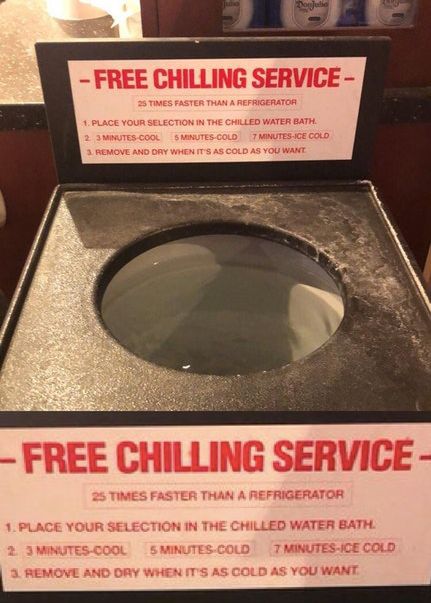 Julio
DonJulio
DonJulio
- FREE CHILLING SERVICE -
25 TIMES FASTER THAN A REFRIGERATOR
1. PLACE YOUR SELECTION IN THE CHILLED WATER BATH.
2. 3 MINUTES-COOL 5 MINUTES-COLD 7 MINUTES-ICE COLD
3. REMOVE AND DRY WHEN IT'S AS COLD AS YOU WANT.
- FREE CHILLING SERVICE -
25 TIMES FASTER THAN A REFRIGERATOR
1. PLACE YOUR SELECTION IN THE CHILLED WATER BATH.
2. 3 MINUTES-COOL 5 MINUTES-COLD 7 MINUTES-ICE COLD
3. REMOVE AND DRY WHEN IT'S AS COLD AS YOU WANT.